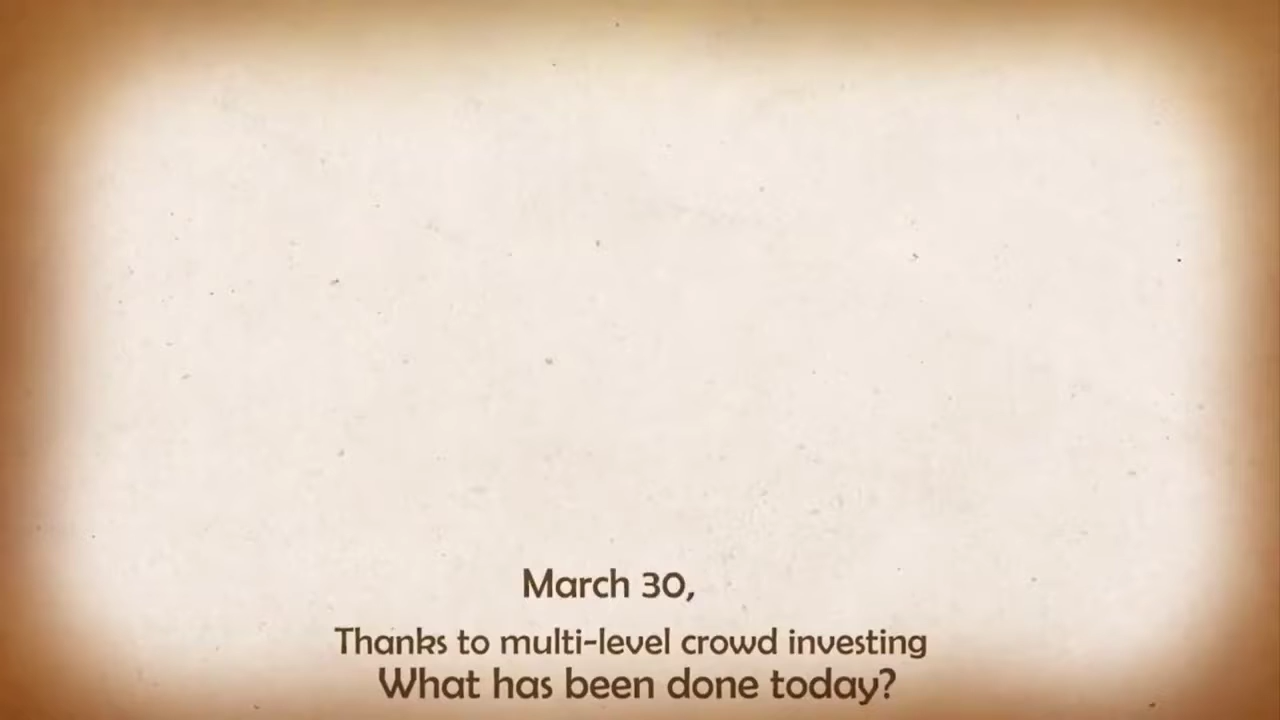 March 30,
Thanks to multi-level crowd investing
What has been done today?